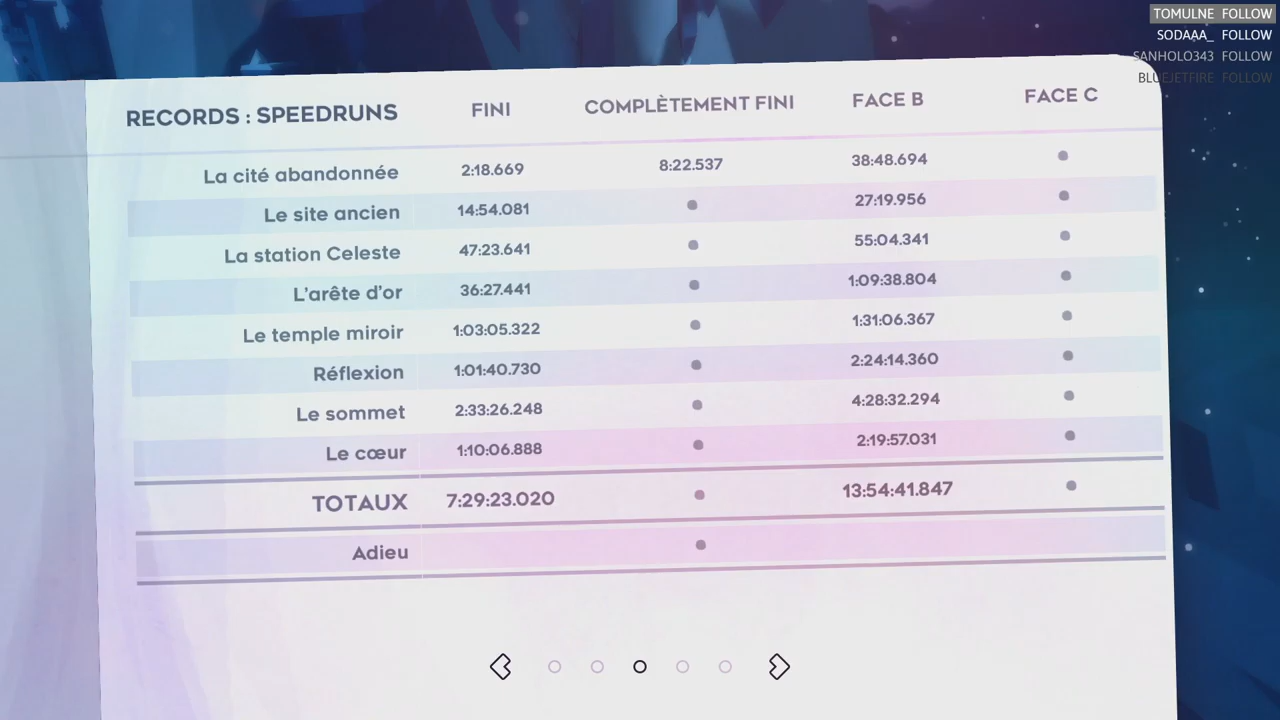 TOMULNE FOLLOW
SODAAA_ FOLLOW
SANHOLO343 FOLLOW
BLUEJETFIRE FOLLOW
RECORDS : SPEEDRUNS FINI COMPLÈTEMENT FINI FACE B FACE C
La cité abandonnée 2:18.669 8:22.537 38:48.694
Le site ancien 14:54.081 27:19.956
La station Celeste 47:23.641 55:04.341
L'arête d'or 36:27.441 1:09:38.804
Le temple miroir 1:03:05.322 1:31:06.367
Réflexion 1:01:40.730 2:24:14.360
Le sommet 2:33:26.248 4:28:32.294
Le cœur 1:10:06.888 2:19:57.031
TOTAUX 7:29:23.020 13:54:41.847
Adieu